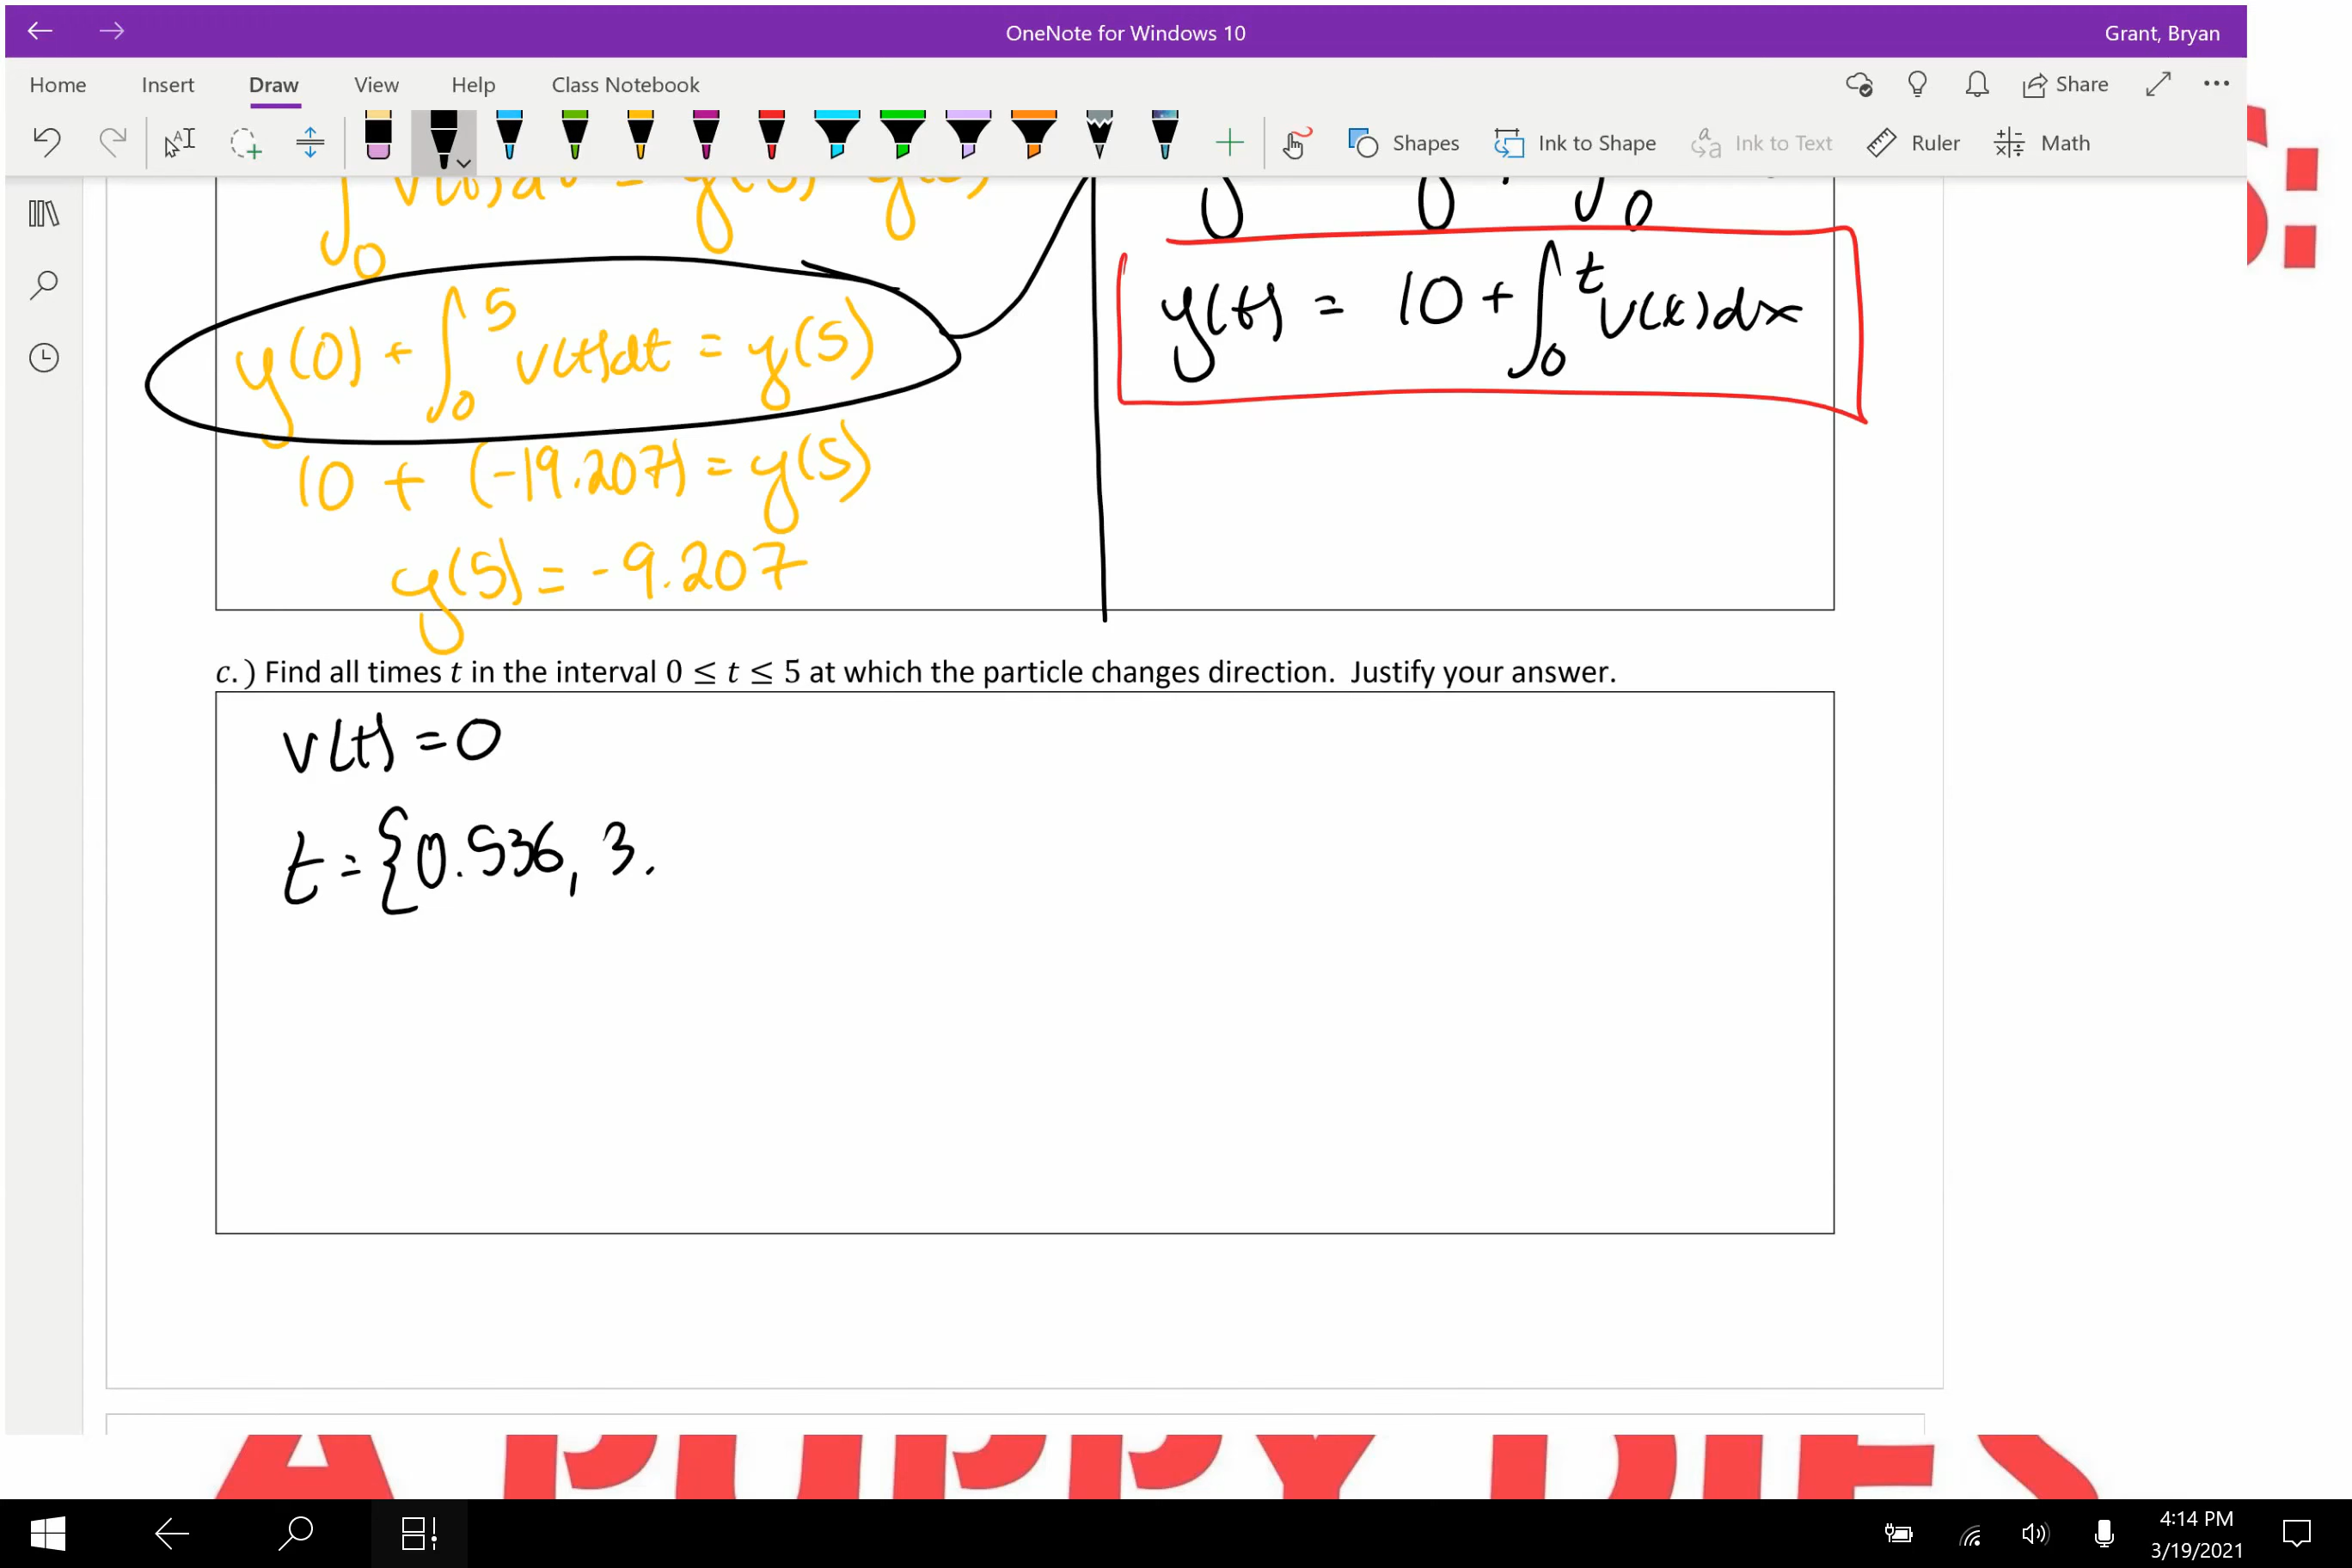 OneNote for Windows 10
Grant, Bryan
Home Insert Draw View Help Class Notebook Share
Shapes Ink to Shape Ink to Text Ruler Math
y(0) + ∫₀⁵ v(t)dt = y(5)
10 + (-19.207) = y(5)
y(5) = -9.207
y(t) = 10 + ∫₀ᵗ v(x)dx
c.) Find all times t in the interval 0 ≤ t ≤ 5 at which the particle changes direction. Justify your answer.
v(t) = 0
t = {0.536, 3.
A PUPPY DIES
4:14 PM
3/19/2021